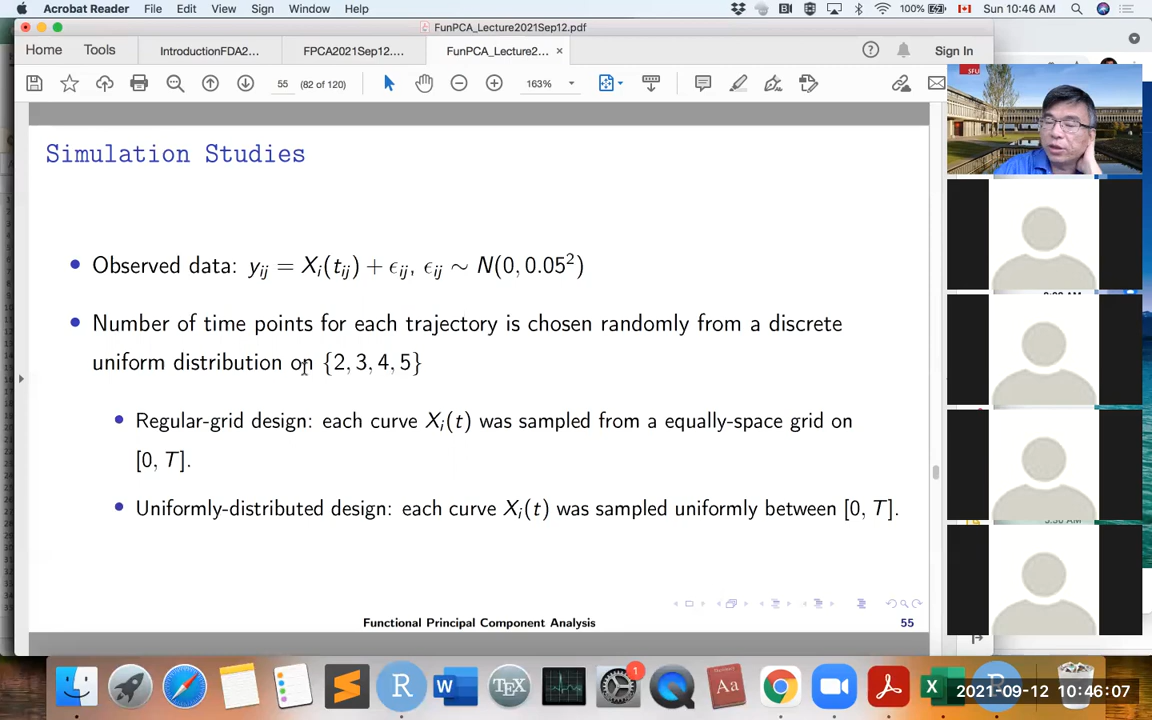 Acrobat Reader File Edit View Sign Window Help 100% Sun 10:46 AM
FunPCA_Lecture2021Sep12.pdf
Home Tools IntroductionFDA2... FPCA2021Sep12.... FunPCA_Lecture2... × Sign In
55 (82 of 120) 163%
SFU
Simulation Studies
• Observed data: yᵢⱼ = Xᵢ(tᵢⱼ) + ϵᵢⱼ, ϵᵢⱼ ∼ N(0, 0.05²)
• Number of time points for each trajectory is chosen randomly from a discrete
uniform distribution on {2, 3, 4, 5}
• Regular-grid design: each curve Xᵢ(t) was sampled from a equally-space grid on
[0, T].
• Uniformly-distributed design: each curve Xᵢ(t) was sampled uniformly between [0, T].
Functional Principal Component Analysis 55
1
2021-09-12 10:46:07